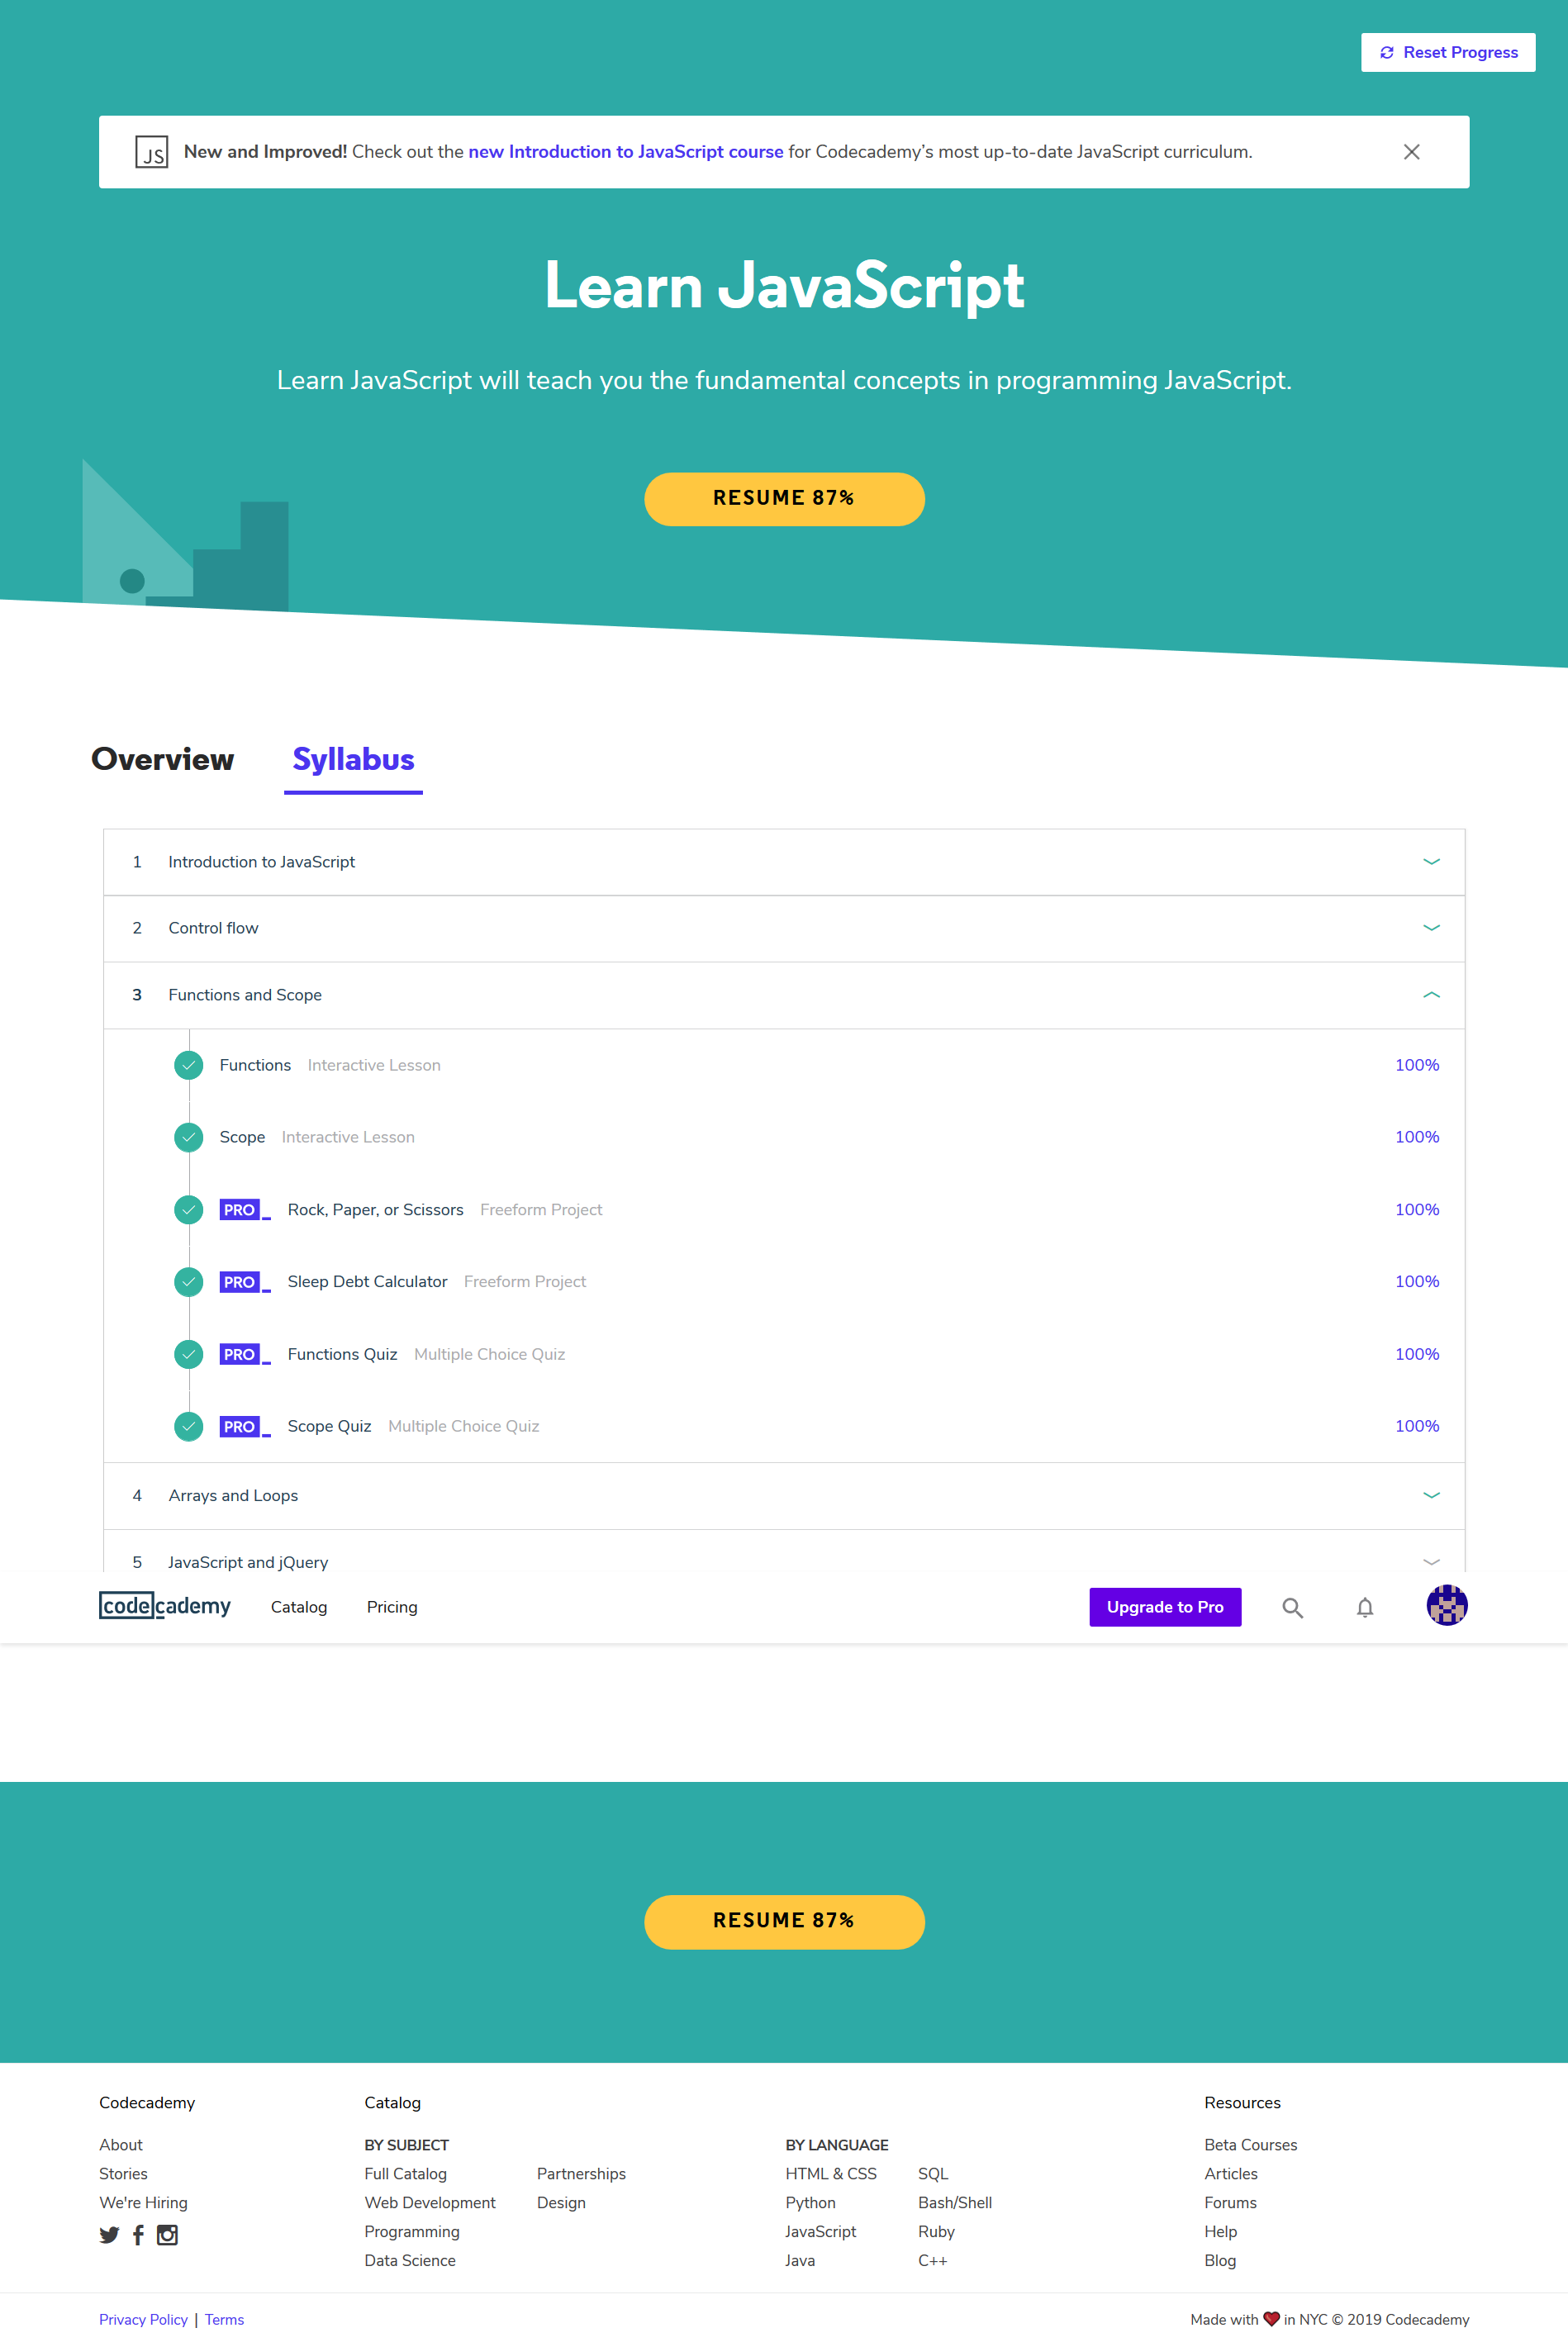 Reset Progress
JS New and Improved! Check out the new Introduction to JavaScript course for Codecademy’s most up-to-date JavaScript curriculum.
Learn JavaScript
Learn JavaScript will teach you the fundamental concepts in programming JavaScript.
RESUME 87%
Overview Syllabus
1 Introduction to JavaScript
2 Control flow
3 Functions and Scope
Functions Interactive Lesson 100%
Scope Interactive Lesson 100%
PRO_ Rock, Paper, or Scissors Freeform Project 100%
PRO_ Sleep Debt Calculator Freeform Project 100%
PRO_ Functions Quiz Multiple Choice Quiz 100%
PRO_ Scope Quiz Multiple Choice Quiz 100%
4 Arrays and Loops
5 JavaScript and jQuery
codecademy Catalog Pricing Upgrade to Pro
RESUME 87%
Codecademy
About
Stories
We're Hiring
Catalog
BY SUBJECT
Full Catalog
Web Development
Programming
Data Science
Partnerships
Design
BY LANGUAGE
HTML & CSS
Python
JavaScript
Java
SQL
Bash/Shell
Ruby
C++
Resources
Beta Courses
Articles
Forums
Help
Blog
Privacy Policy | Terms
Made with ❤ in NYC © 2019 Codecademy